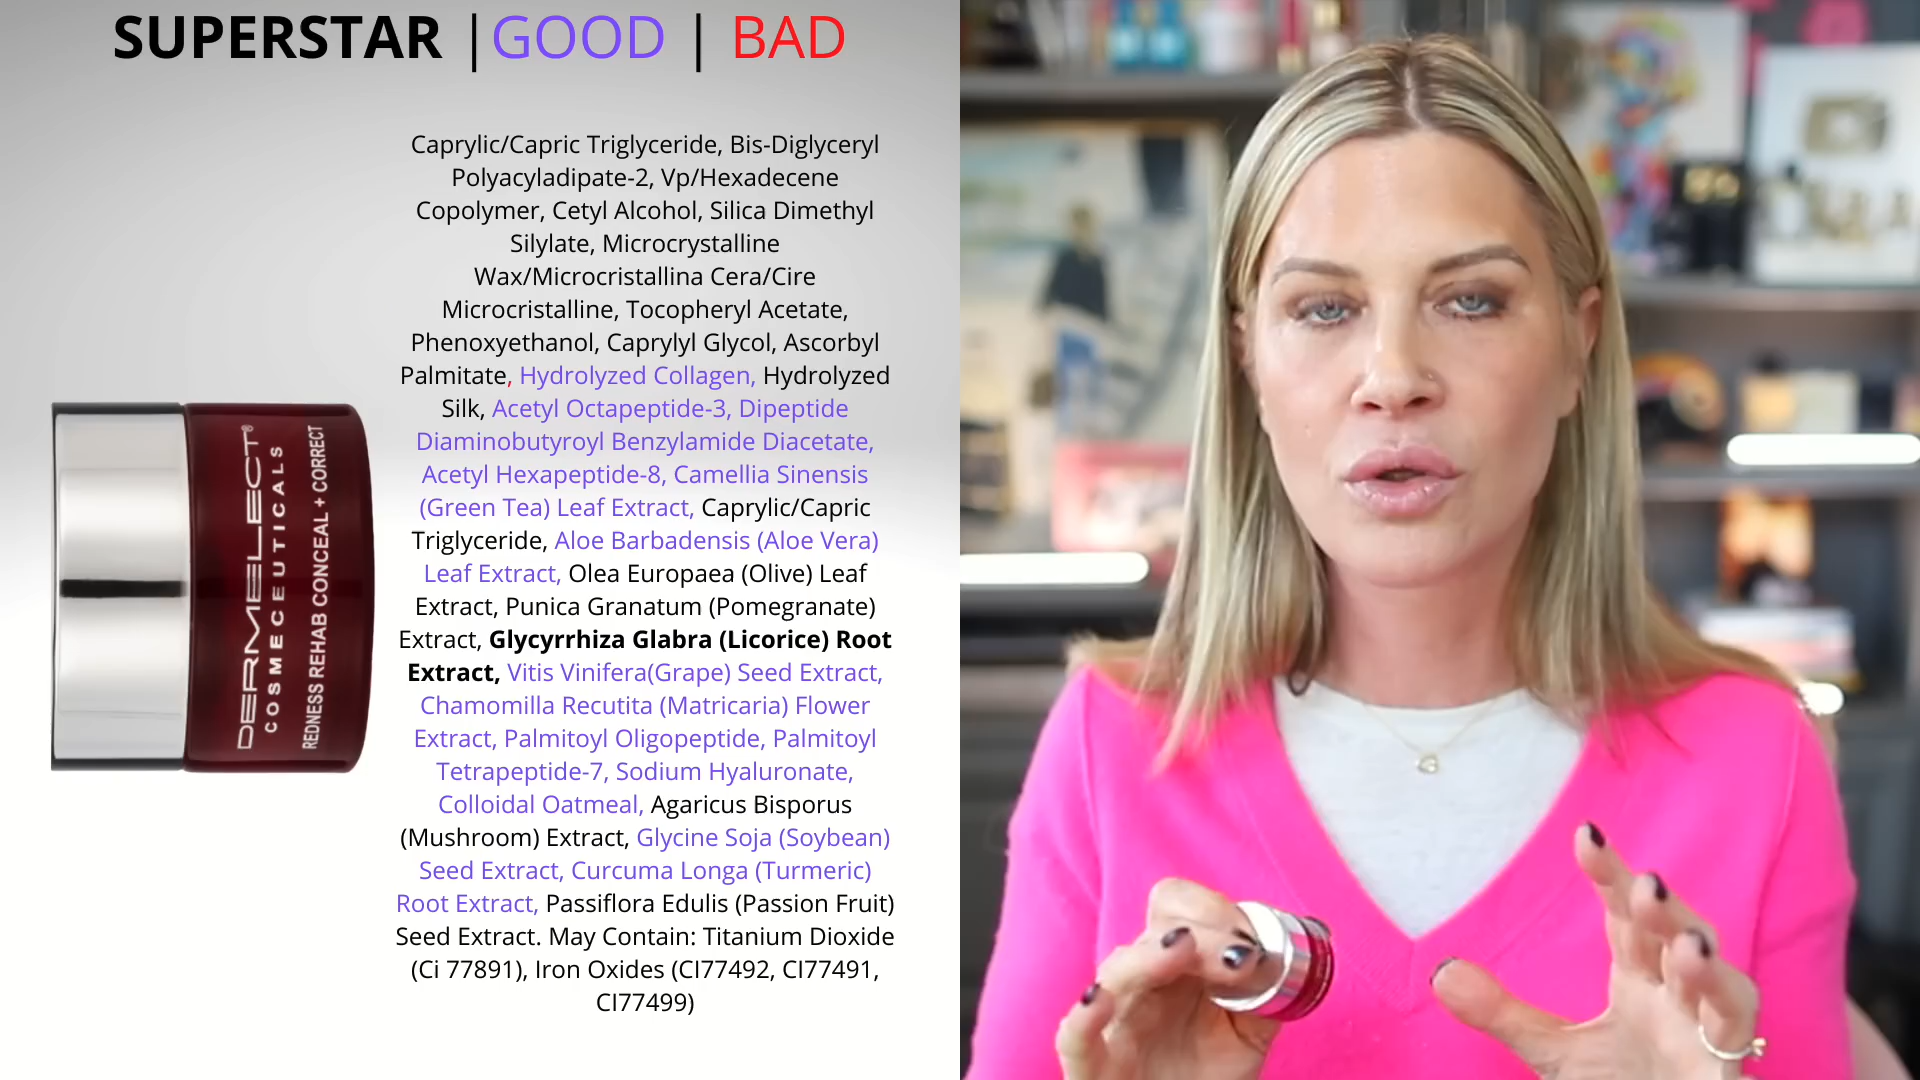 SUPERSTAR | GOOD | BAD
Caprylic/Capric Triglyceride, Bis-Diglyceryl
Polyacyladipate-2, Vp/Hexadecene
Copolymer, Cetyl Alcohol, Silica Dimethyl
Silylate, Microcrystalline
Wax/Microcristallina Cera/Cire
Microcristalline, Tocopheryl Acetate,
Phenoxyethanol, Caprylyl Glycol, Ascorbyl
Palmitate, Hydrolyzed Collagen, Hydrolyzed
Silk, Acetyl Octapeptide-3, Dipeptide
Diaminobutyroyl Benzylamide Diacetate,
Acetyl Hexapeptide-8, Camellia Sinensis
(Green Tea) Leaf Extract, Caprylic/Capric
Triglyceride, Aloe Barbadensis (Aloe Vera)
Leaf Extract, Olea Europaea (Olive) Leaf
Extract, Punica Granatum (Pomegranate)
Extract, Glycyrrhiza Glabra (Licorice) Root
Extract, Vitis Vinifera(Grape) Seed Extract,
Chamomilla Recutita (Matricaria) Flower
Extract, Palmitoyl Oligopeptide, Palmitoyl
Tetrapeptide-7, Sodium Hyaluronate,
Colloidal Oatmeal, Agaricus Bisporus
(Mushroom) Extract, Glycine Soja (Soybean)
Seed Extract, Curcuma Longa (Turmeric)
Root Extract, Passiflora Edulis (Passion Fruit)
Seed Extract. May Contain: Titanium Dioxide
(Ci 77891), Iron Oxides (CI77492, CI77491,
CI77499)
DERMELECT®
COSMECEUTICALS
REDNESS REHAB CONCEAL + CORRECT